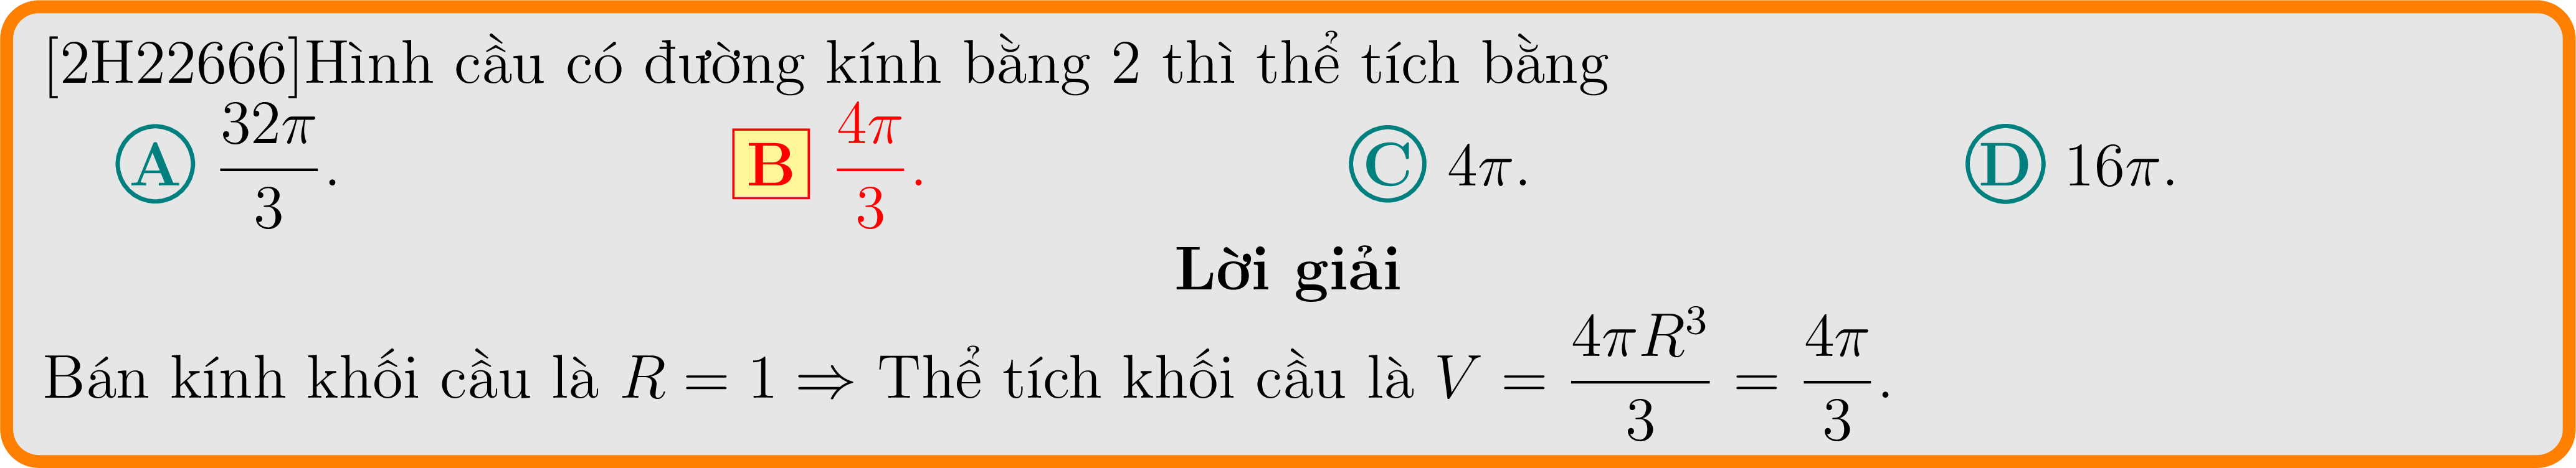 [2H22666]Hình cầu có đường kính bằng 2 thì thể tích bằng
A $\frac{32\pi}{3}$. B $\frac{4\pi}{3}$. C $4\pi$. D $16\pi$.
Lời giải
Bán kính khối cầu là $R = 1 \Rightarrow$ Thể tích khối cầu là $V = \frac{4\pi R^3}{3} = \frac{4\pi}{3}$.